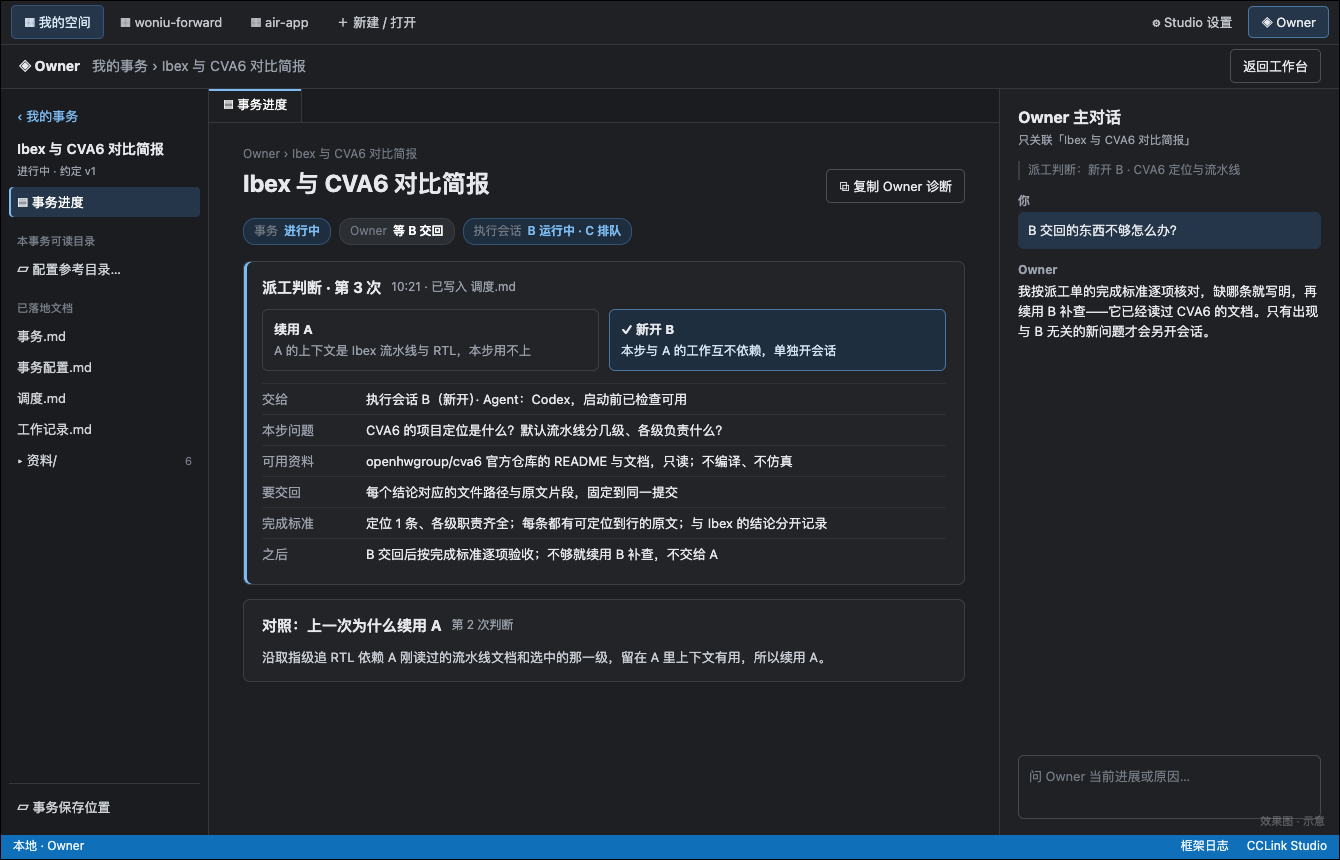 我的空间
woniu-forward
air-app
+ 新建 / 打开
Studio 设置
Owner
Owner 我的事务 › Ibex 与 CVA6 对比简报
返回工作台
‹ 我的事务
Ibex 与 CVA6 对比简报
进行中 · 约定 v1
事务进度
本事务可读目录
配置参考目录...
已落地文档
事务.md
事务配置.md
调度.md
工作记录.md
资料/ 6
事务保存位置
事务进度
Owner › Ibex 与 CVA6 对比简报
Ibex 与 CVA6 对比简报
复制 Owner 诊断
事务 进行中
Owner 等 B 交回
执行会话 B 运行中 · C 排队
派工判断 · 第 3 次 10:21 · 已写入 调度.md
续用 A
A 的上下文是 Ibex 流水线与 RTL，本步用不上
✓ 新开 B
本步与 A 的工作互不依赖，单独开会话
交给 执行会话 B（新开）· Agent：Codex，启动前已检查可用
本步问题 CVA6 的项目定位是什么？默认流水线分几级、各级负责什么？
可用资料 openhwgroup/cva6 官方仓库的 README 与文档，只读；不编译、不仿真
要交回 每个结论对应的文件路径与原文片段，固定到同一提交
完成标准 定位 1 条、各级职责齐全；每条都有可定位到行的原文；与 Ibex 的结论分开记录
之后 B 交回后按完成标准逐项验收；不够就续用 B 补查，不交给 A
对照：上一次为什么续用 A 第 2 次判断
沿取指级追 RTL 依赖 A 刚读过的流水线文档和选中的那一级，留在 A 里上下文有用，所以续用 A。
Owner 主对话
只关联「Ibex 与 CVA6 对比简报」
派工判断：新开 B · CVA6 定位与流水线
你
B 交回的东西不够怎么办？
Owner
我按派工单的完成标准逐项核对，缺哪条就写明，再
续用 B 补查——它已经读过 CVA6 的文档。只有出现
与 B 无关的新问题才会另开会话。
问 Owner 当前进展或原因...
效果图 · 示意
本地 · Owner
框架日志
CCLink Studio